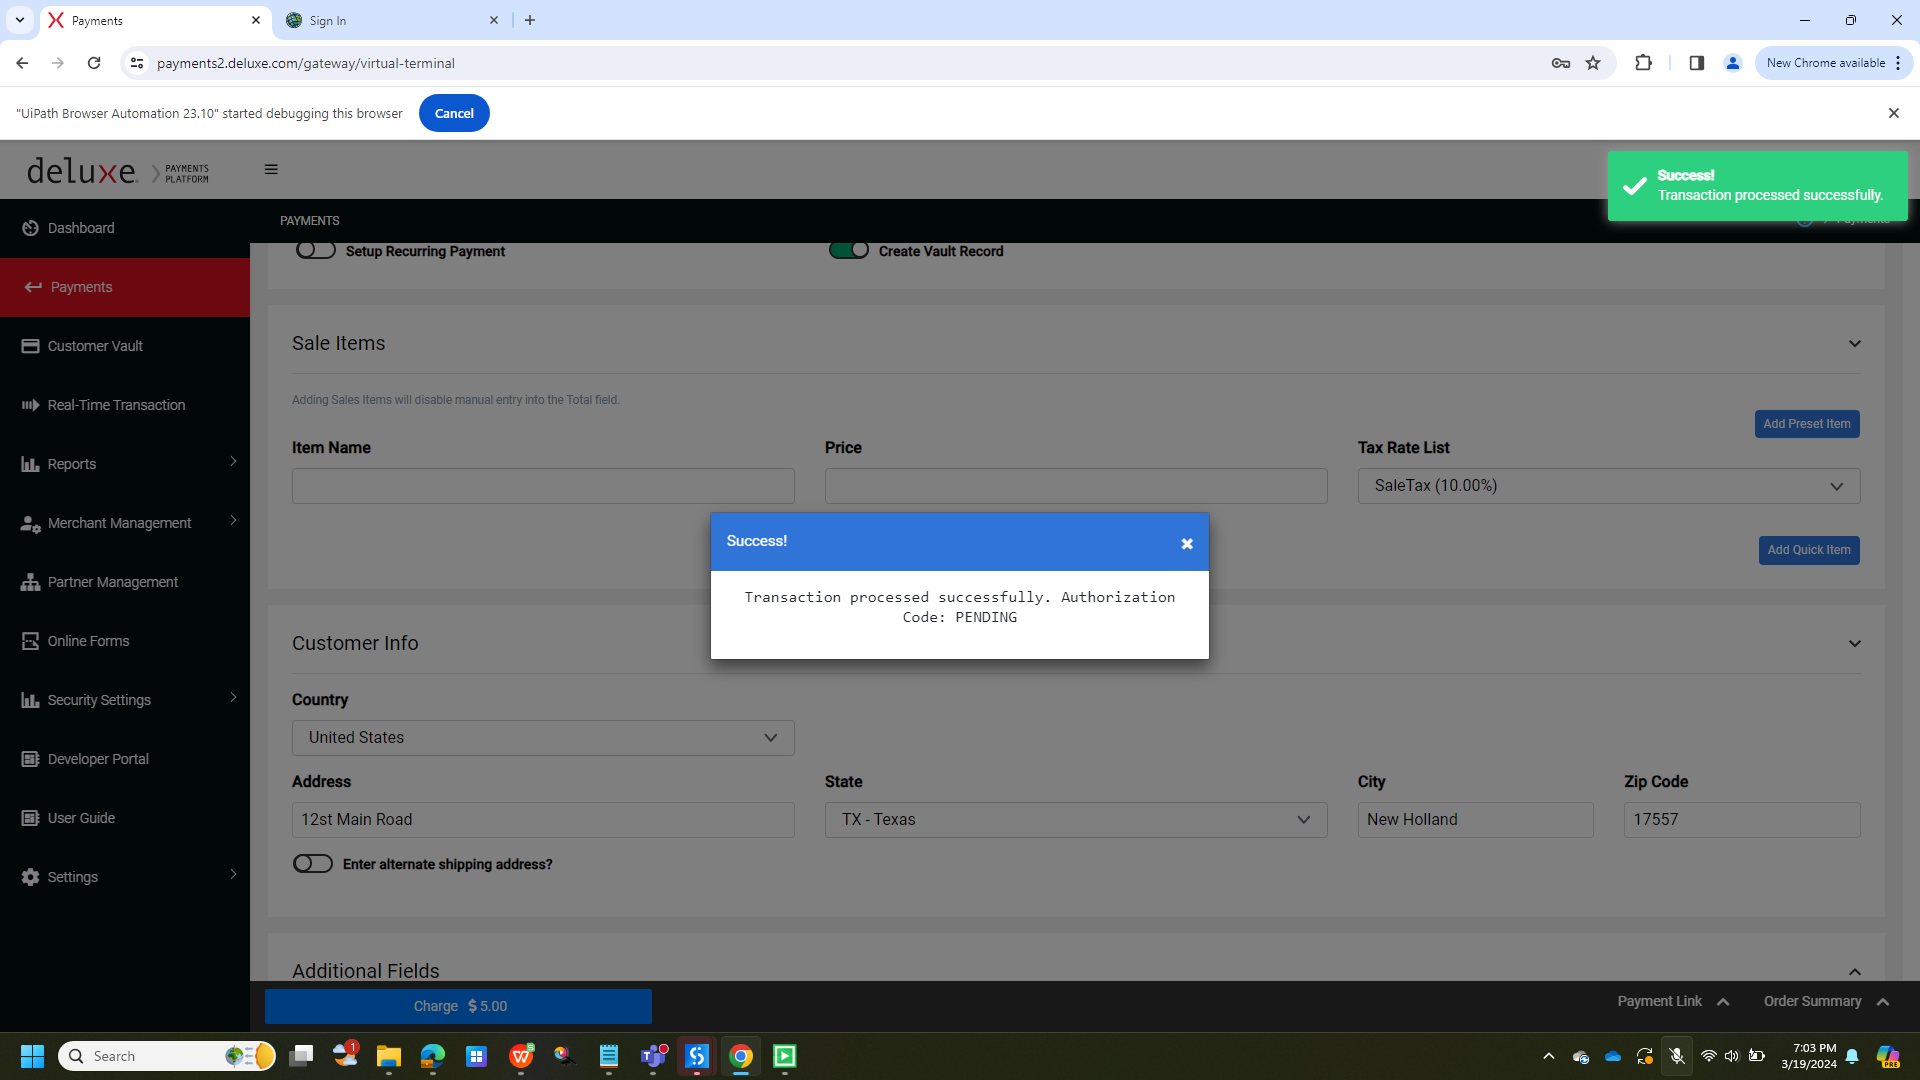 Payments
Sign In
payments2.deluxe.com/gateway/virtual-terminal
New Chrome available
"UiPath Browser Automation 23.10" started debugging this browser
Cancel
deluxe.
PAYMENTS
PLATFORM
Success!
Transaction processed successfully.
Dashboard
PAYMENTS
Payments
Setup Recurring Payment
Create Vault Record
Payments
Customer Vault
Sale Items
Adding Sales Items will disable manual entry into the Total field.
Real-Time Transaction
Add Preset Item
Item Name
Price
Tax Rate List
Reports
SaleTax (10.00%)
Merchant Management
Success!
Add Quick Item
Transaction processed successfully. Authorization
Code: PENDING
Partner Management
Online Forms
Customer Info
Security Settings
Country
United States
Developer Portal
Address
State
City
Zip Code
User Guide
12st Main Road
TX - Texas
New Holland
17557
Enter alternate shipping address?
Settings
Additional Fields
Charge $ 5.00
Payment Link
Order Summary
Search
1
7:03 PM
3/19/2024
PRE